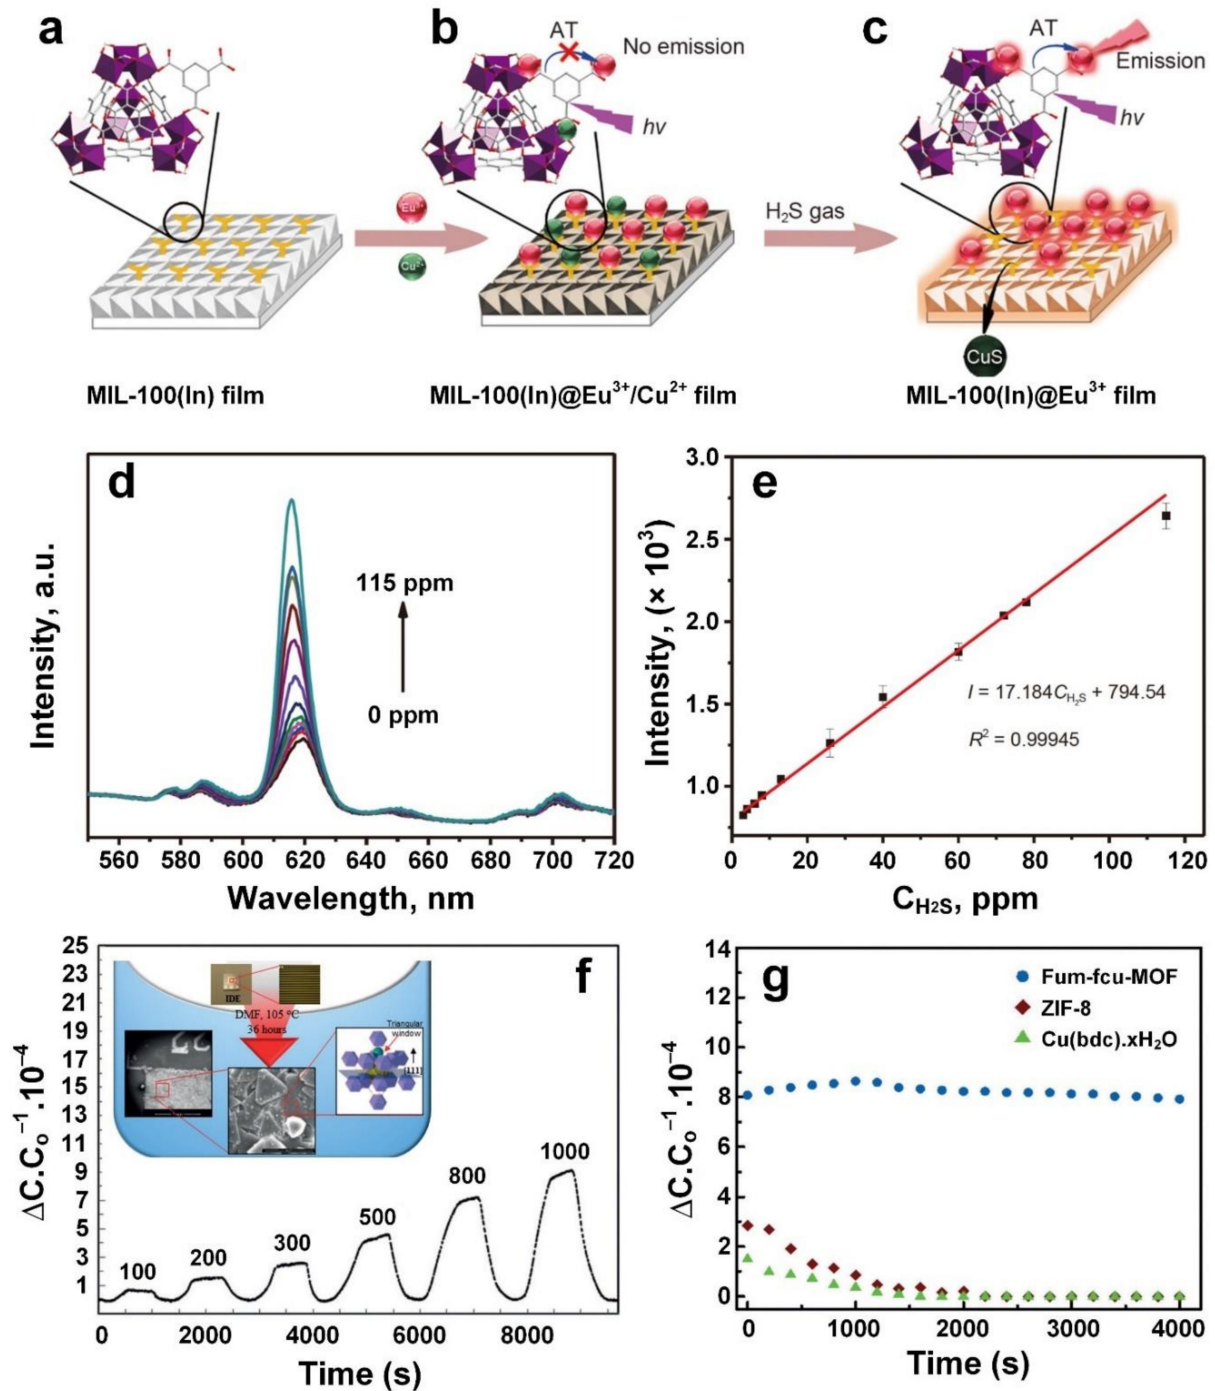 a
b
c
AT
No emission
hν
AT
Emission
hν
Eu³⁺
Cu²⁺
H₂S gas
CuS
MIL-100(In) film
MIL-100(In)@Eu³⁺/Cu²⁺ film
MIL-100(In)@Eu³⁺ film
d
Intensity, a.u.
115 ppm
0 ppm
560 580 600 620 640 660 680 700 720
Wavelength, nm
e
Intensity, (× 10³)
3.0
2.5
2.0
1.5
1.0
I = 17.184C_H₂S + 794.54
R² = 0.99945
0 20 40 60 80 100 120
C_H2S, ppm
f
ΔC.Cₒ⁻¹.10⁻⁴
25
23
21
19
17
15
13
11
9
7
5
3
1
IDE
DMF, 105 °C
36 hours
Triangular
window
[111]
100
200
300
500
800
1000
0 2000 4000 6000 8000
Time (s)
g
ΔC.Cₒ⁻¹.10⁻⁴
14
12
10
8
6
4
2
0
Fum-fcu-MOF
ZIF-8
Cu(bdc).xH₂O
0 1000 2000 3000 4000
Time (s)